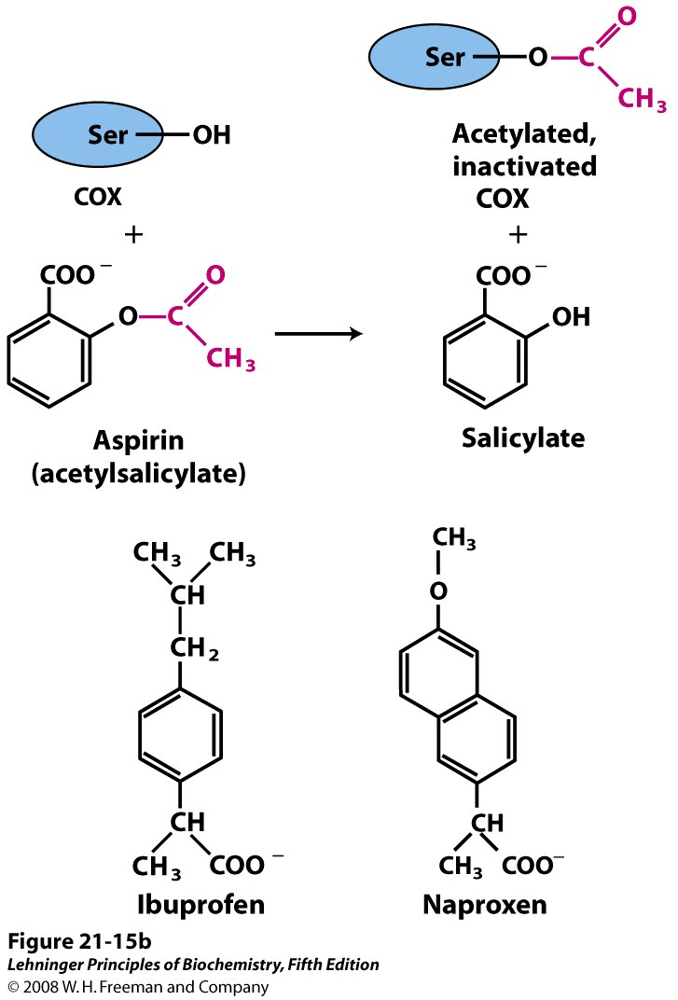 Ser—OH
COX
+
COO⁻
O—C
O
CH₃
Aspirin
(acetylsalicylate)
Ser—O—C
O
CH₃
Acetylated,
inactivated
COX
+
COO⁻
OH
Salicylate
CH₃ CH₃
CH
CH₂
CH
CH₃ COO⁻
Ibuprofen
CH₃
O
CH
CH₃ COO⁻
Naproxen
Figure 21-15b
Lehninger Principles of Biochemistry, Fifth Edition
© 2008 W. H. Freeman and Company